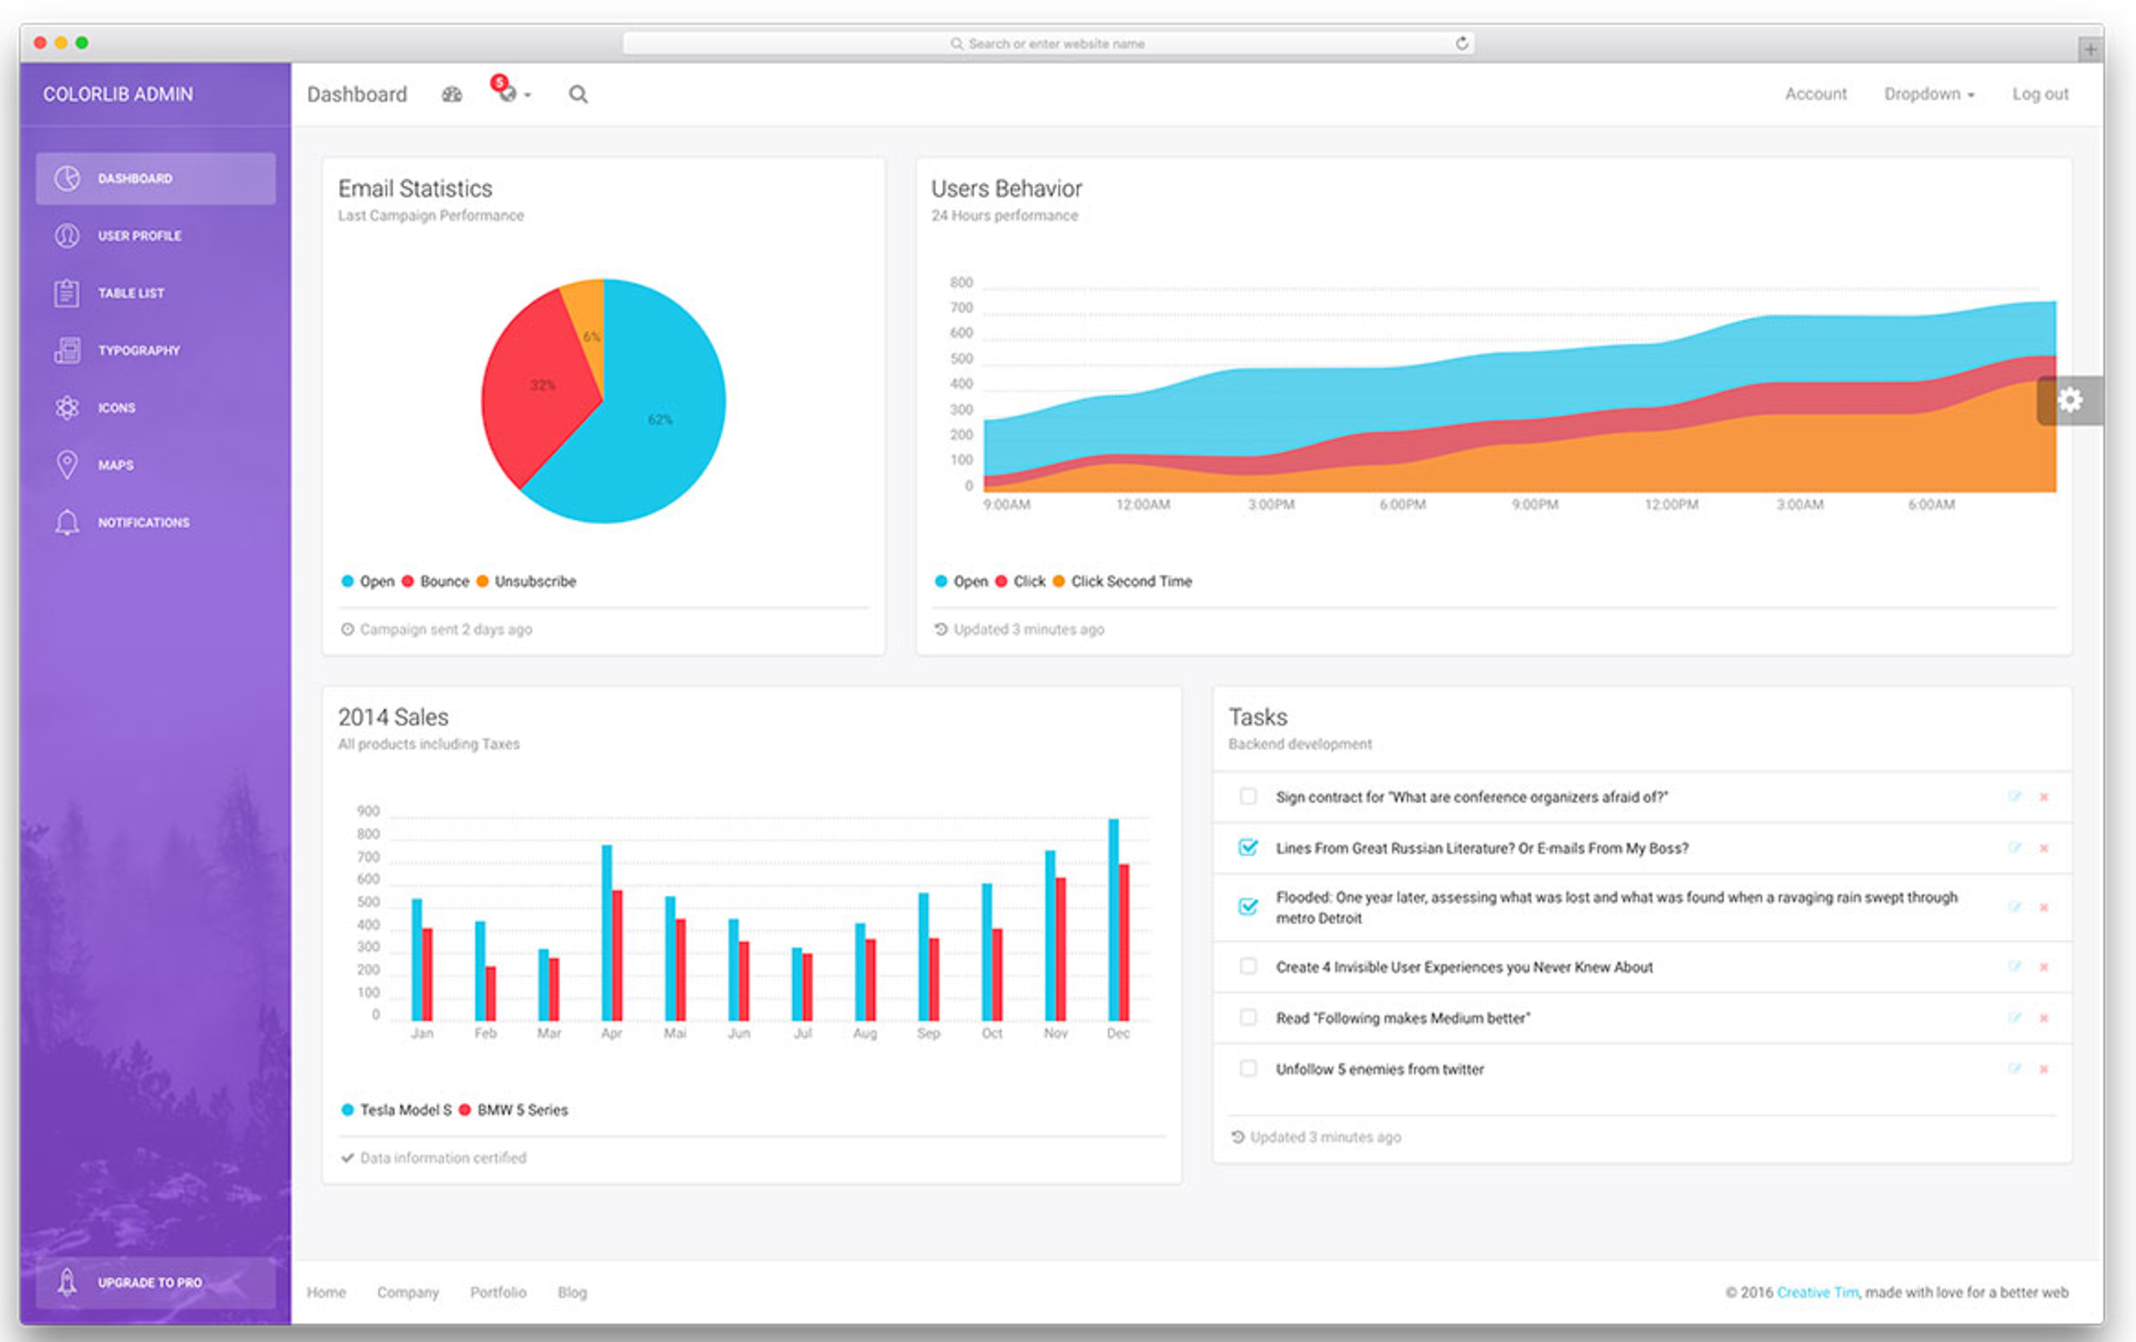 Search or enter website name
COLORLIB ADMIN
Dashboard
5
Account
Dropdown
Log out
DASHBOARD
USER PROFILE
TABLE LIST
TYPOGRAPHY
ICONS
MAPS
NOTIFICATIONS
UPGRADE TO PRO
Email Statistics
Last Campaign Performance
6%
32%
62%
Open Bounce Unsubscribe
Campaign sent 2 days ago
Users Behavior
24 Hours performance
800
700
600
500
400
300
200
100
0
9:00AM 12:00AM 3:00PM 6:00PM 9:00PM 12:00PM 3:00AM 6:00AM
Open Click Click Second Time
Updated 3 minutes ago
2014 Sales
All products including Taxes
900
800
700
600
500
400
300
200
100
0
Jan Feb Mar Apr Mai Jun Jul Aug Sep Oct Nov Dec
Tesla Model S BMW 5 Series
Data information certified
Tasks
Backend development
Sign contract for "What are conference organizers afraid of?"
Lines From Great Russian Literature? Or E-mails From My Boss?
Flooded: One year later, assessing what was lost and what was found when a ravaging rain swept through
metro Detroit
Create 4 Invisible User Experiences you Never Knew About
Read "Following makes Medium better"
Unfollow 5 enemies from twitter
Updated 3 minutes ago
Home Company Portfolio Blog
© 2016 Creative Tim, made with love for a better web